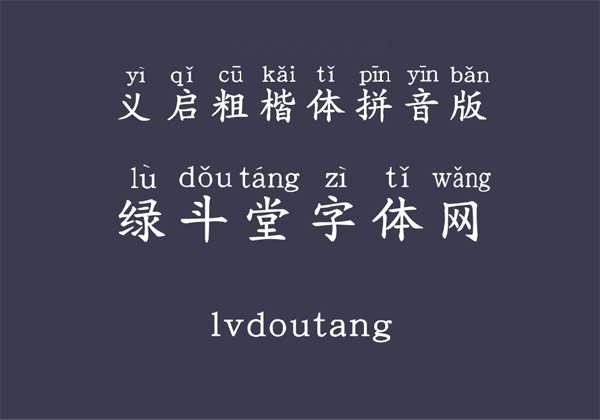 yì qǐ cū kǎi tǐ pīn yīn bǎn
义启粗楷体拼音版
lù dǒu táng zì tǐ wǎng
绿斗堂字体网
lvdoutang